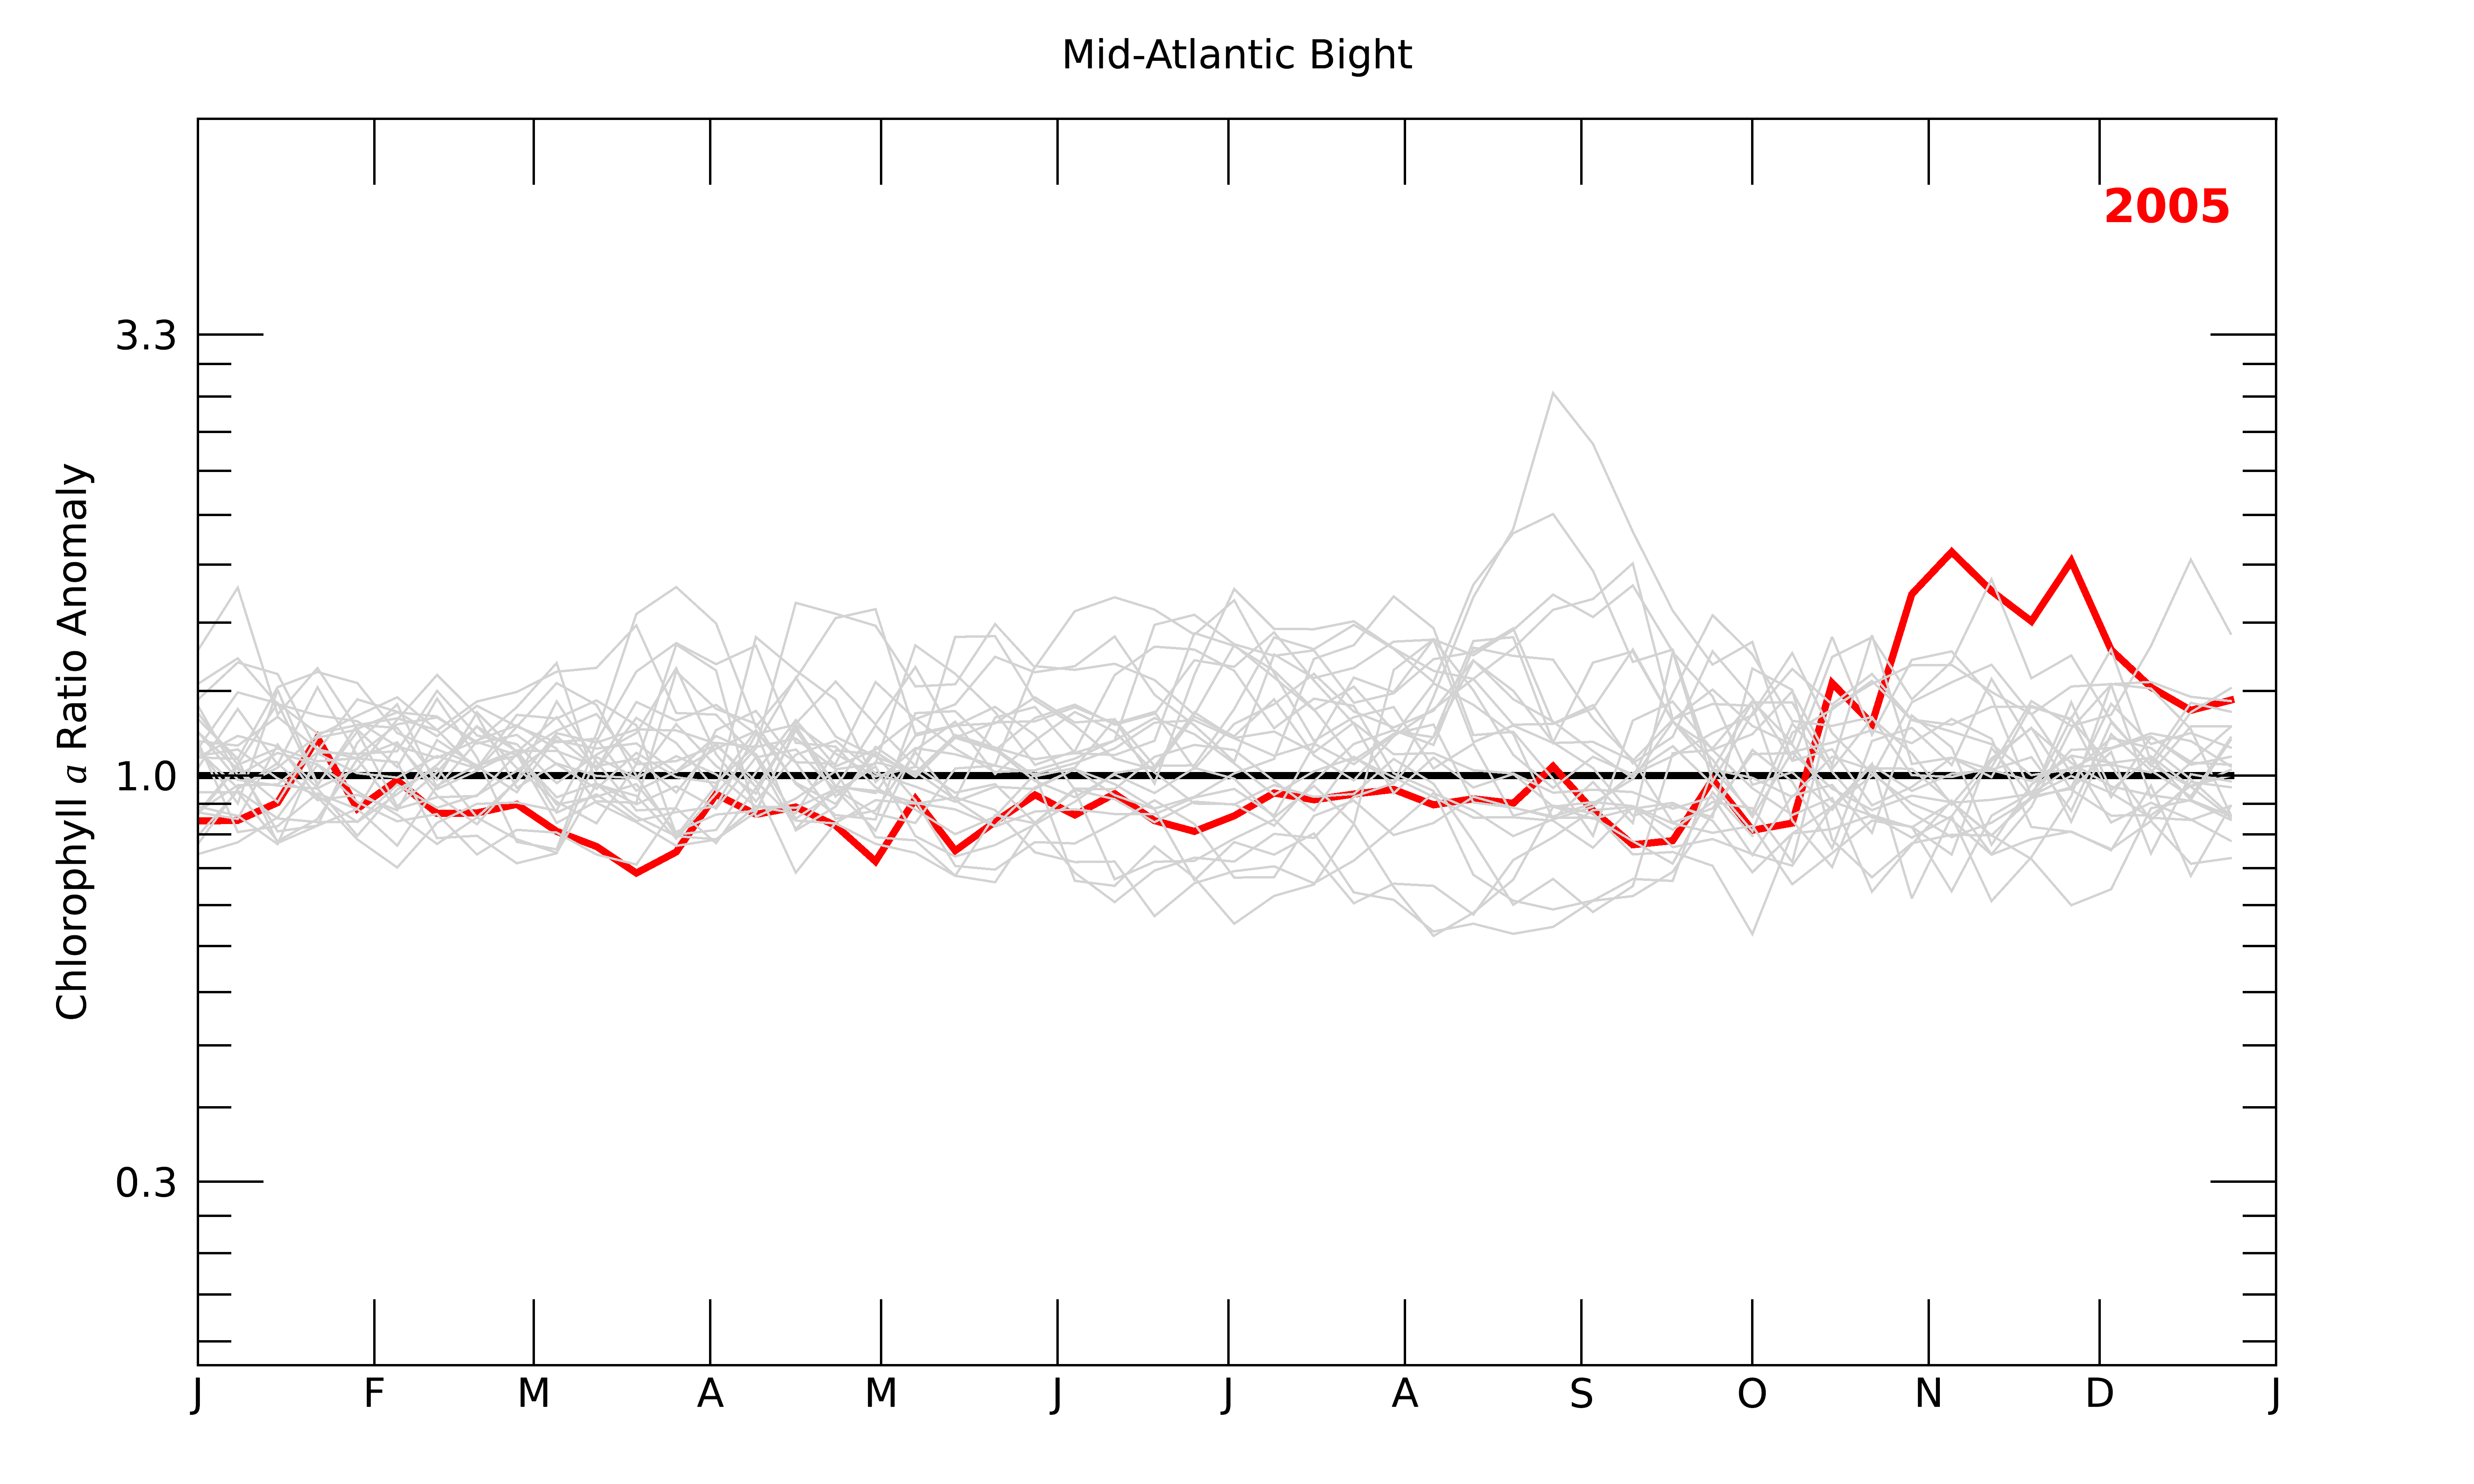 Mid-Atlantic Bight
2005
Chlorophyll a Ratio Anomaly
3.3
1.0
0.3
J F M A M J J A S O N D J